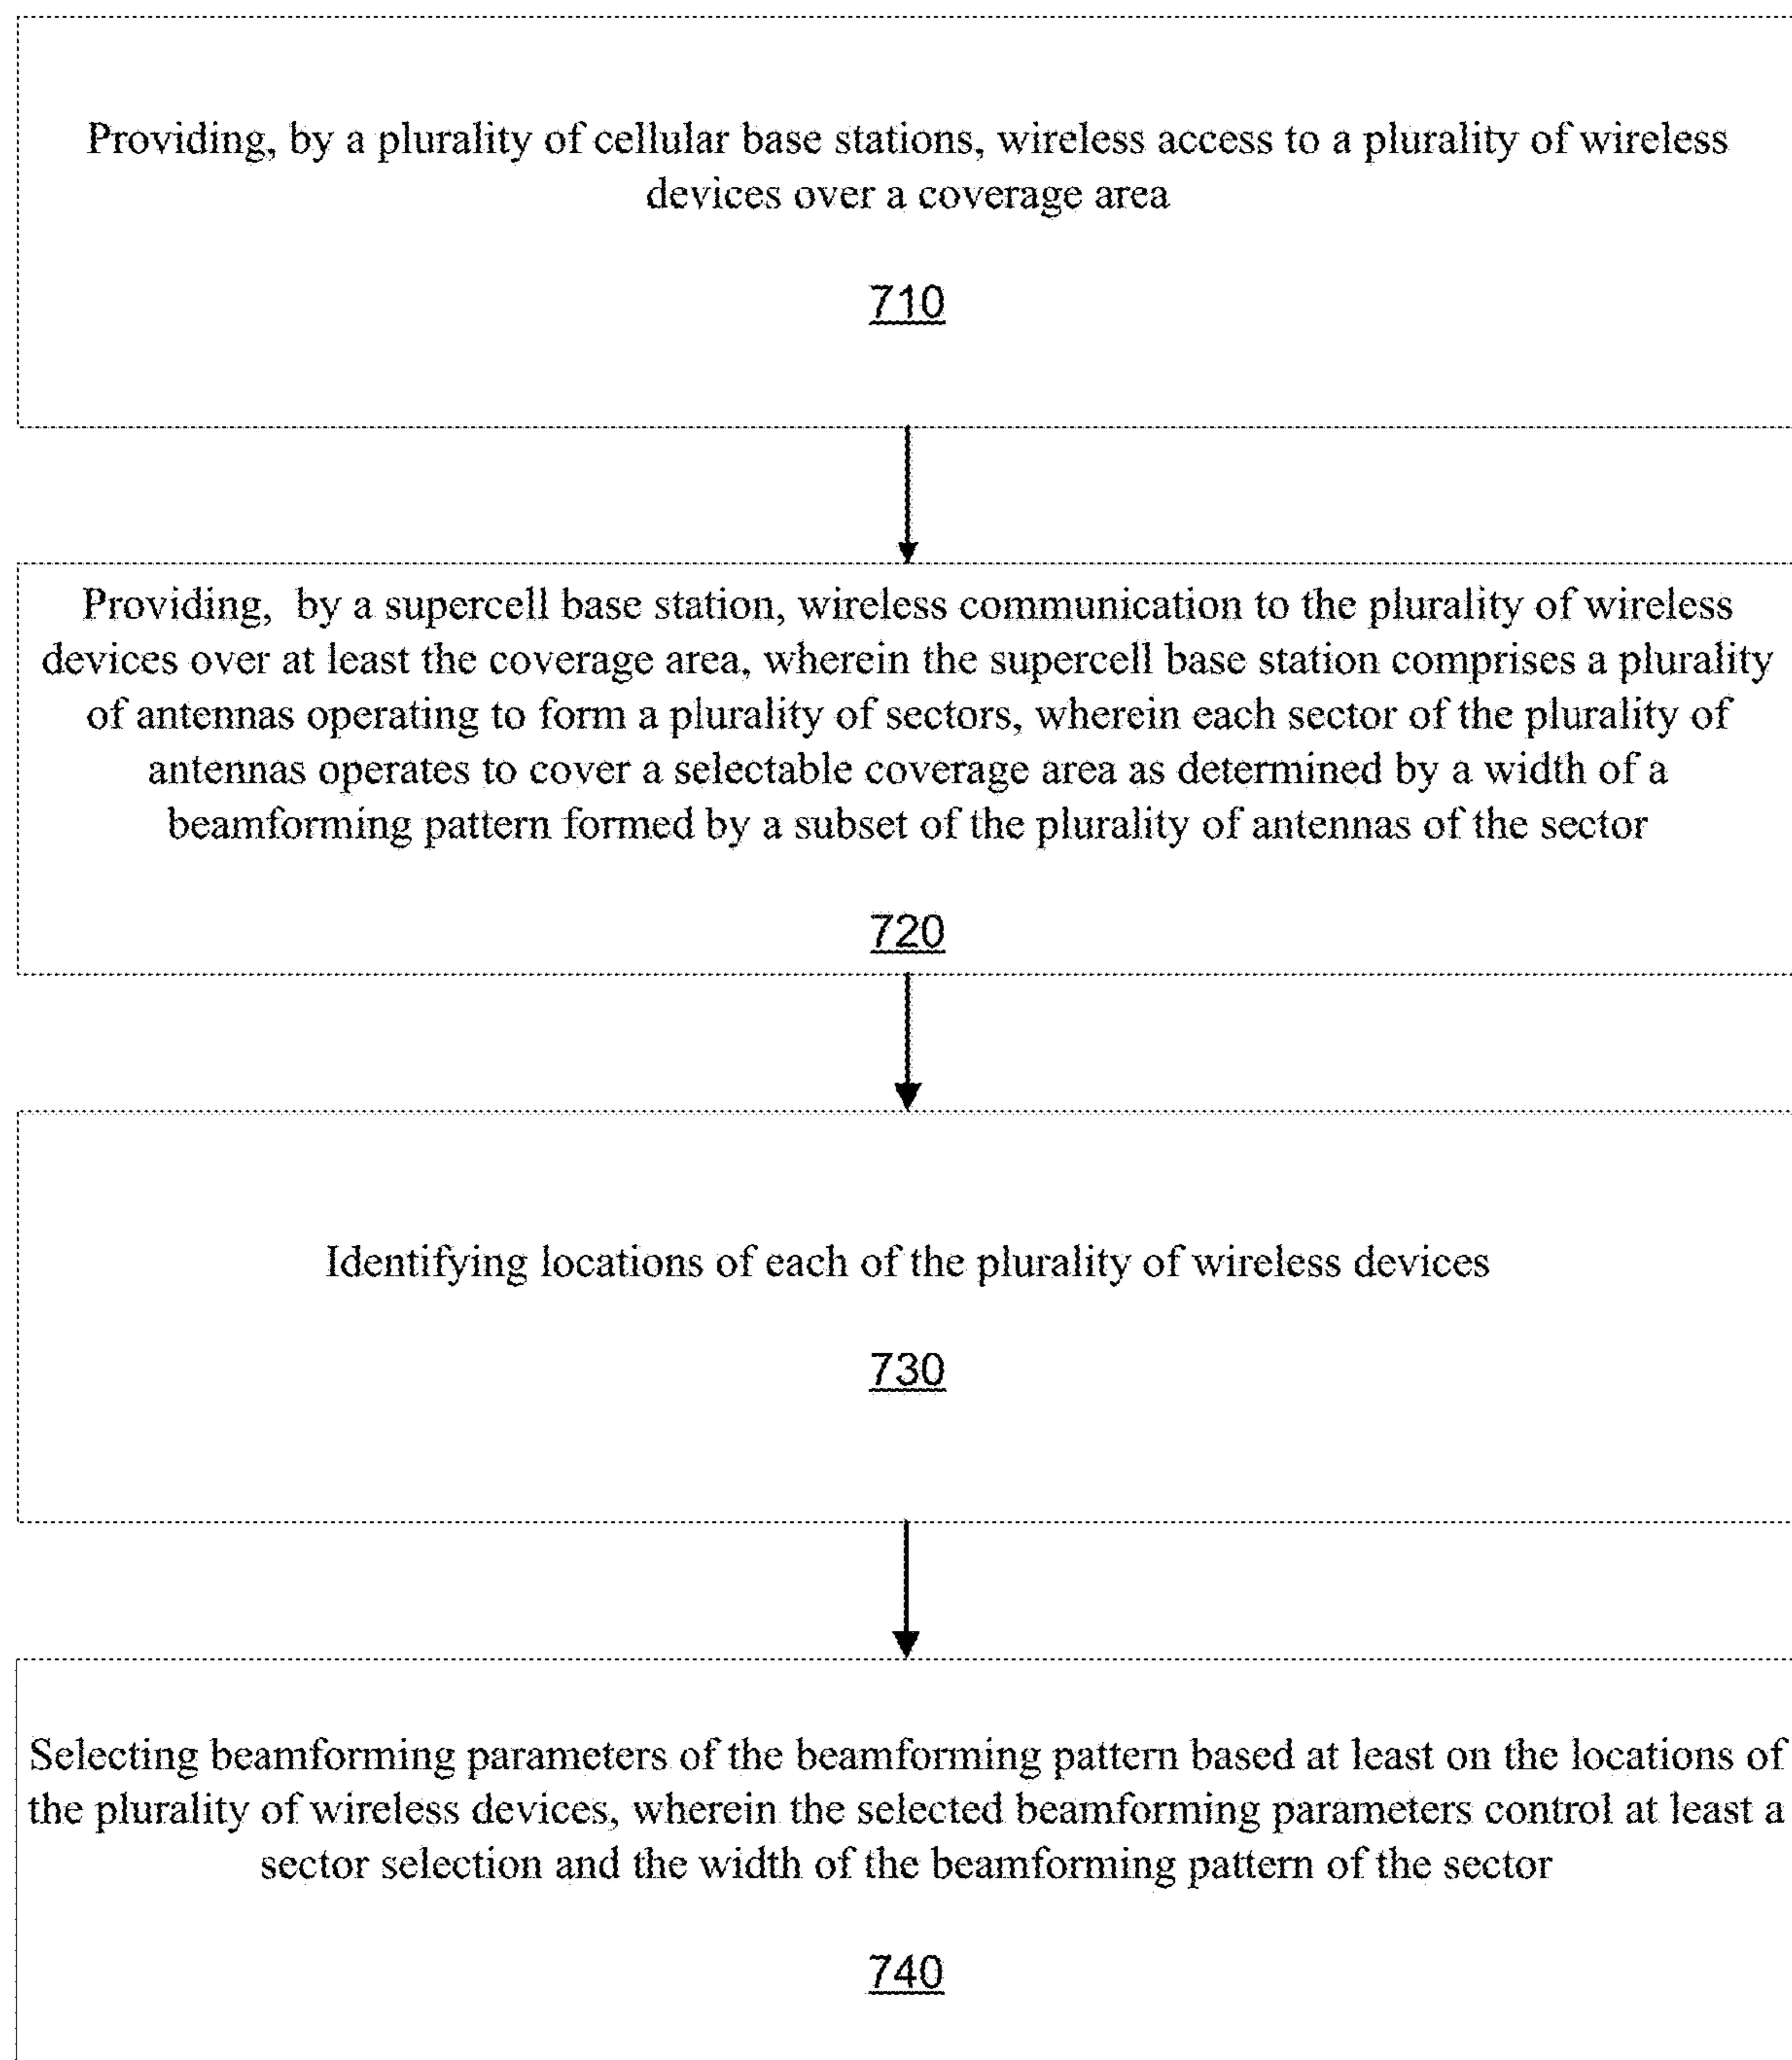 Providing, by a plurality of cellular base stations, wireless access to a plurality of wireless
devices over a coverage area
710
Providing, by a supercell base station, wireless communication to the plurality of wireless
devices over at least the coverage area, wherein the supercell base station comprises a plurality
of antennas operating to form a plurality of sectors, wherein each sector of the plurality of
antennas operates to cover a selectable coverage area as determined by a width of a
beamforming pattern formed by a subset of the plurality of antennas of the sector
720
Identifying locations of each of the plurality of wireless devices
730
Selecting beamforming parameters of the beamforming pattern based at least on the locations of
the plurality of wireless devices, wherein the selected beamforming parameters control at least a
sector selection and the width of the beamforming pattern of the sector
740